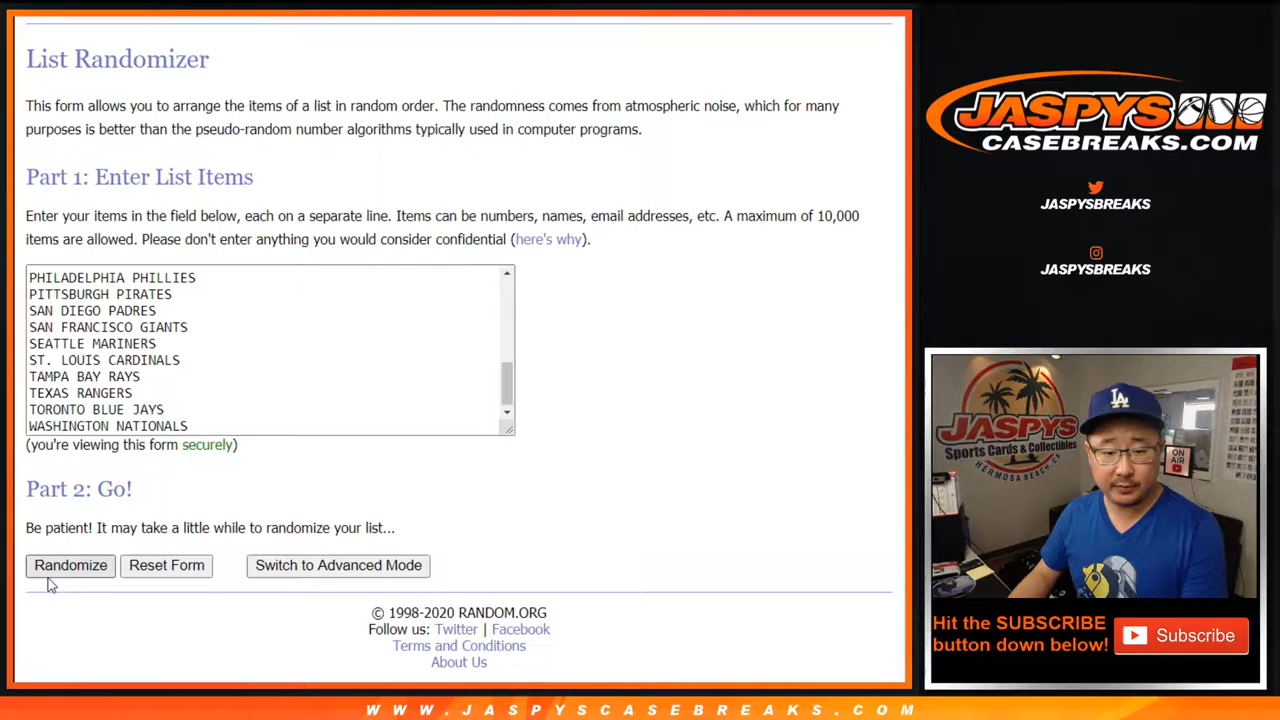 List Randomizer
This form allows you to arrange the items of a list in random order. The randomness comes from atmospheric noise, which for many
purposes is better than the pseudo-random number algorithms typically used in computer programs.
Part 1: Enter List Items
Enter your items in the field below, each on a separate line. Items can be numbers, names, email addresses, etc. A maximum of 10,000
items are allowed. Please don't enter anything you would consider confidential (here's why).
PHILADELPHIA PHILLIES
PITTSBURGH PIRATES
SAN DIEGO PADRES
SAN FRANCISCO GIANTS
SEATTLE MARINERS
ST. LOUIS CARDINALS
TAMPA BAY RAYS
TEXAS RANGERS
TORONTO BLUE JAYS
WASHINGTON NATIONALS
(you're viewing this form securely)
Part 2: Go!
Be patient! It may take a little while to randomize your list...
Randomize
Reset Form
Switch to Advanced Mode
© 1998-2020 RANDOM.ORG
Follow us: Twitter | Facebook
Terms and Conditions
About Us
JASPYS
CASEBREAKS.COM
JASPYSBREAKS
JASPYSBREAKS
JASPYS
Sports Cards & Collectibles
HERMOSA BEACH, CA
ON
AIR
LA
Hit the SUBSCRIBE
button down below!
Subscribe
WWW.JASPYSCASEBREAKS.COM